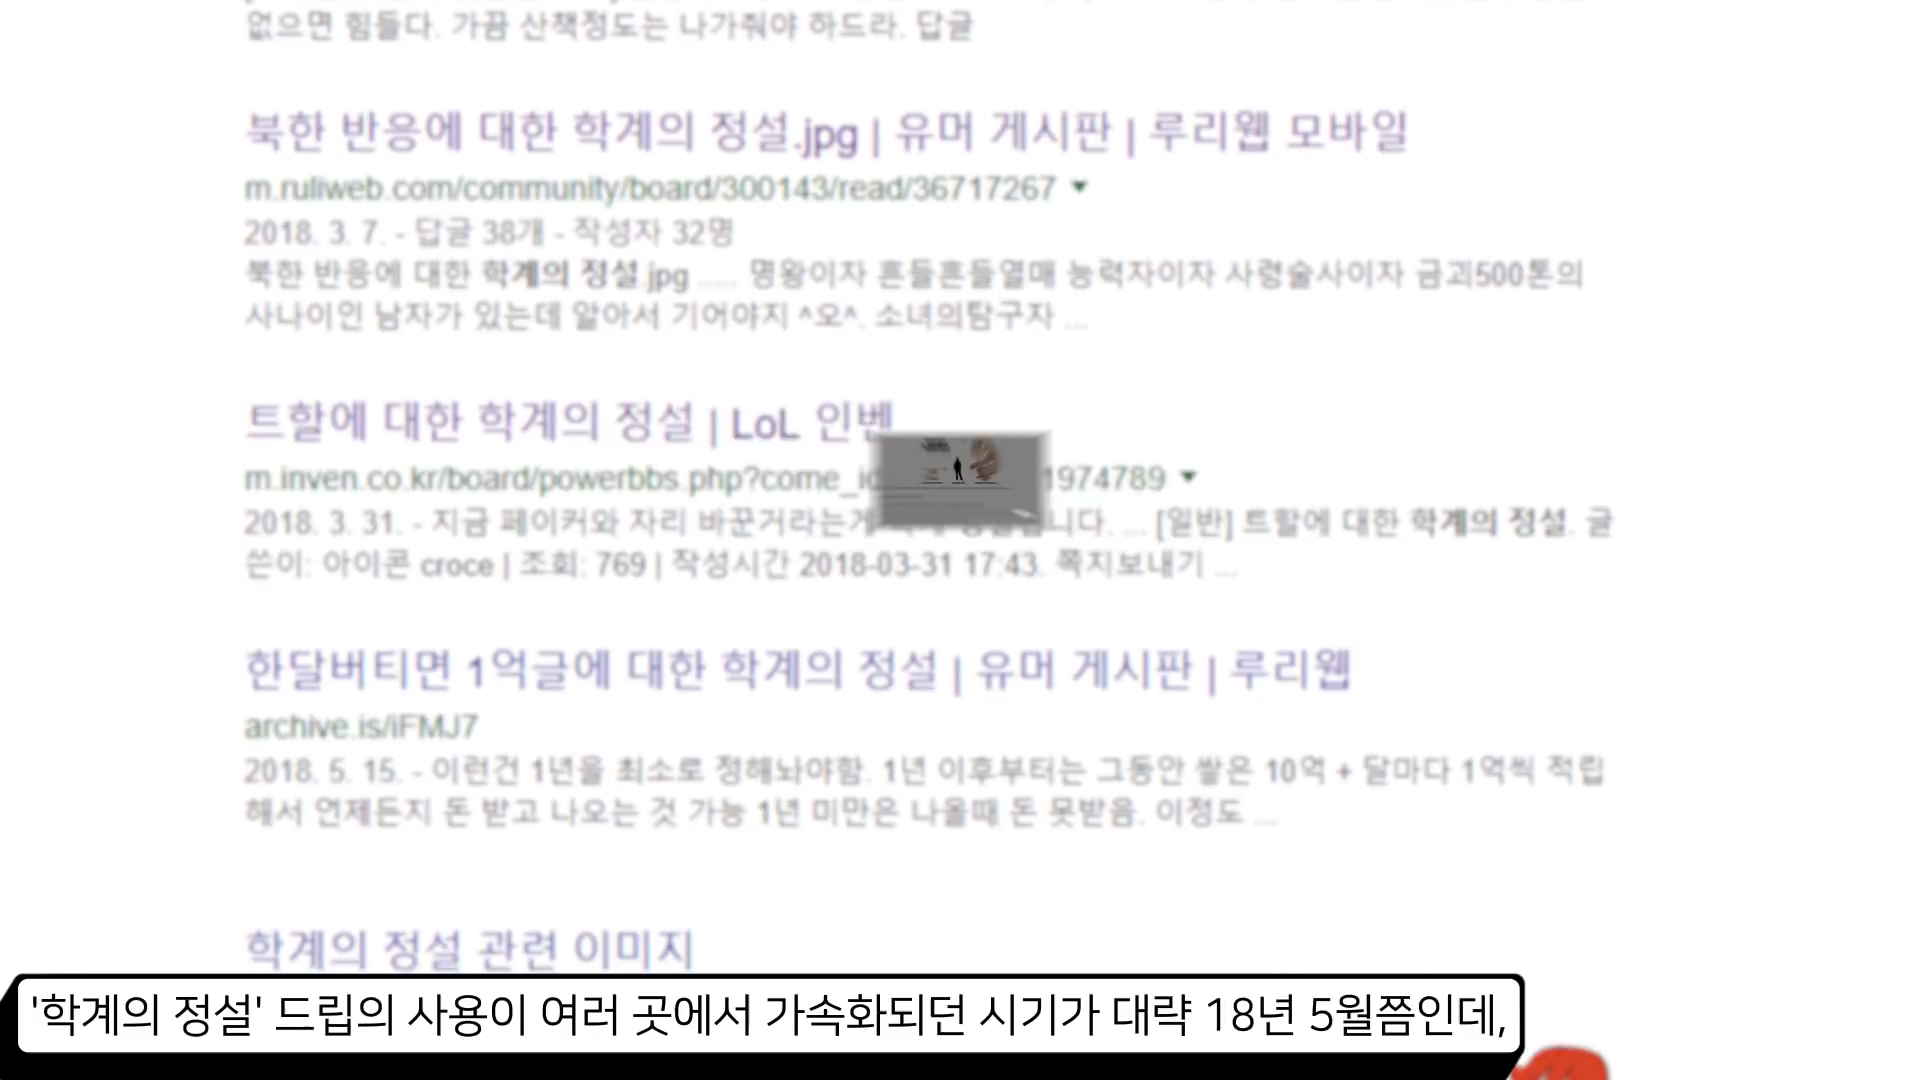 없으면 힘들다. 가끔 산책정도는 나가줘야 하드라. 답글
북한 반응에 대한 학계의 정설.jpg | 유머 게시판 | 루리웹 모바일
m.ruliweb.com/community/board/300143/read/36717267
2018. 3. 7. - 답글 38개 - 작성자 32명
북한 반응에 대한 학계의 정설.jpg ...... 명왕이자 흔들흔들열매 능력자이자 사령술사이자 금괴500톤의
사나이인 남자가 있는데 알아서 기어야지 ^오^. 소녀의탐구자 ...
트할에 대한 학계의 정설 | LoL 인벤
m.inven.co.kr/board/powerbbs.php?come_id 1974789
2018. 3. 31. - 지금 페이커와 자리 바꾼거라는게 니다. ... [일반] 트할에 대한 학계의 정설. 글
쓴이: 아이콘 croce | 조회: 769 | 작성시간 2018-03-31 17:43. 쪽지보내기 ...
한달버티면 1억글에 대한 학계의 정설 | 유머 게시판 | 루리웹
archive.is/iFMJ7
2018. 5. 15. - 이런건 1년을 최소로 정해놔야함. 1년 이후부터는 그동안 쌓은 10억 + 달마다 1억씩 적립
해서 언제든지 돈 받고 나오는 것 가능 1년 미만은 나올때 돈 못받음. 이정도 ...
학계의 정설 관련 이미지
'학계의 정설' 드립의 사용이 여러 곳에서 가속화되던 시기가 대략 18년 5월쯤인데,